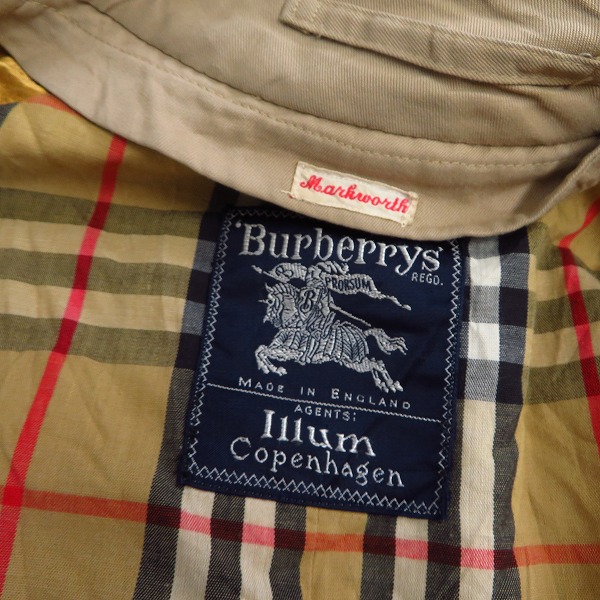 Markworth
'Burberrys'
REGD.
PRORSUM
B
MADE IN ENGLAND
AGENTS:
Illum
Copenhagen